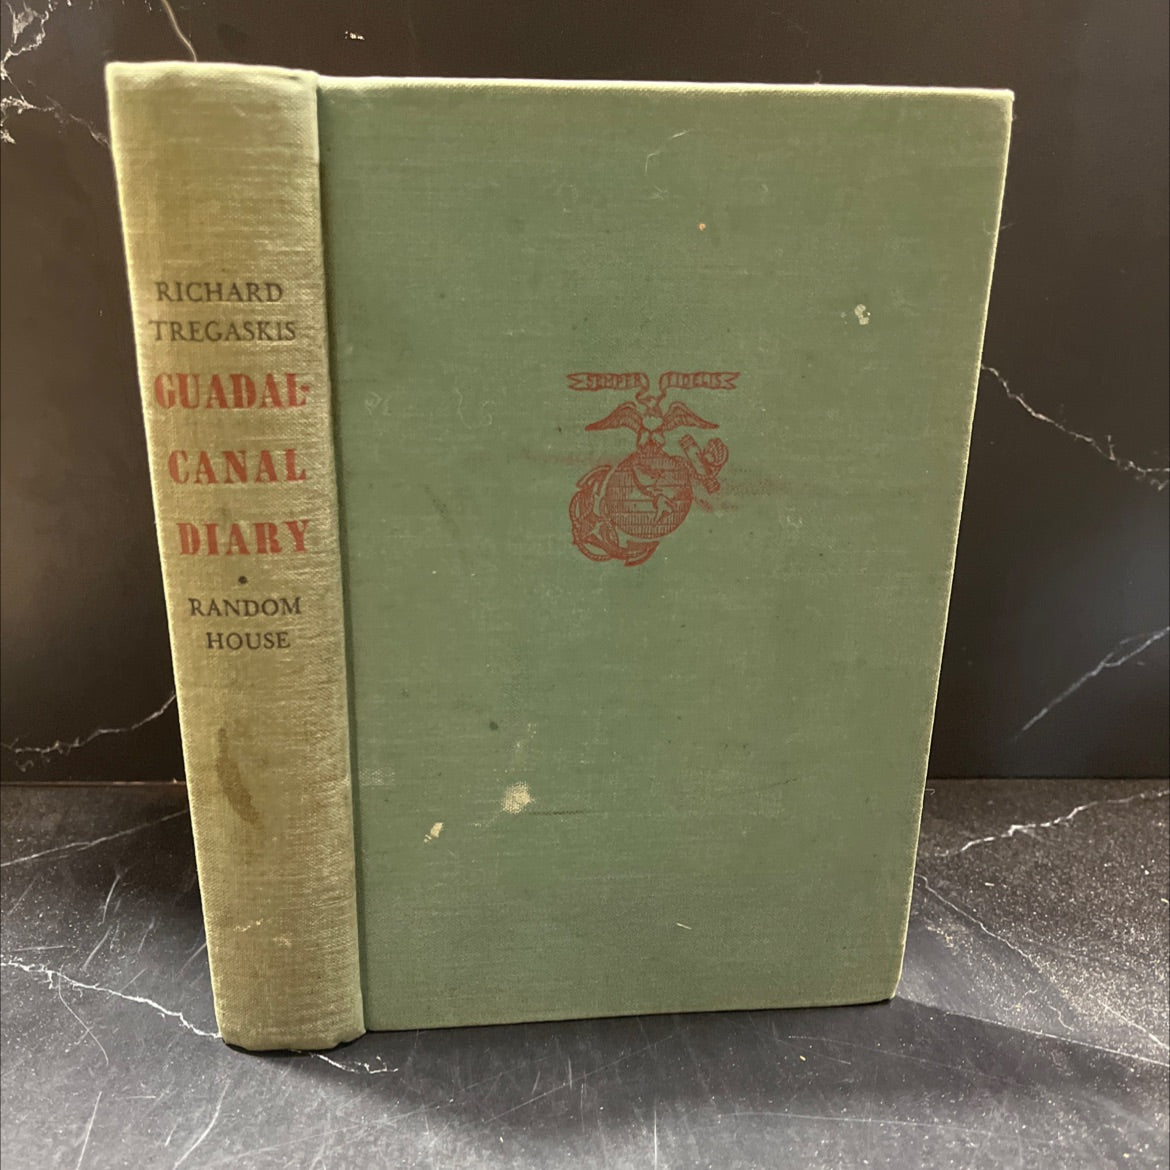 RICHARD
TREGASKIS
GUADAL-
CANAL
DIARY
•
RANDOM
HOUSE
SEMPER FIDELIS